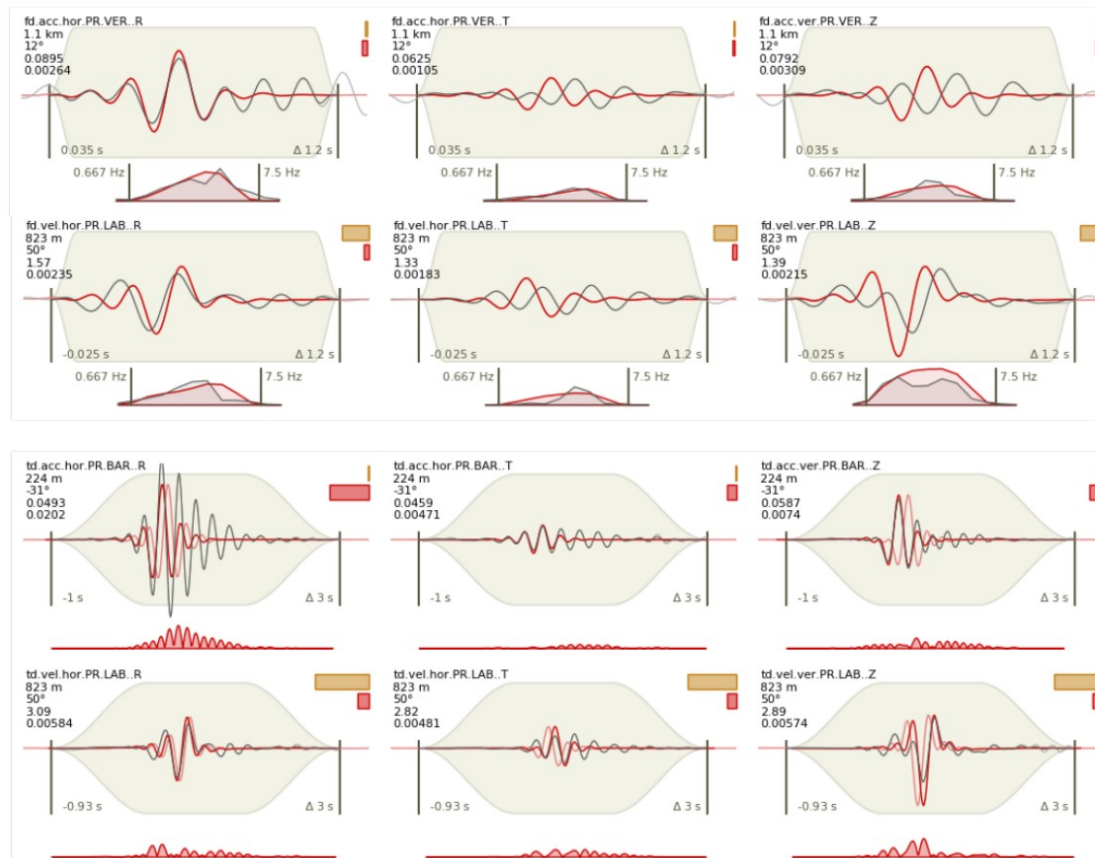 fd.acc.hor.PR.VER..R
1.1 km
12°
0.0895
0.00264
0.035 s
Δ 1.2 s
0.667 Hz
7.5 Hz
fd.acc.hor.PR.VER..T
1.1 km
12°
0.0625
0.00105
0.035 s
Δ 1.2 s
0.667 Hz
7.5 Hz
fd.acc.ver.PR.VER..Z
1.1 km
12°
0.0792
0.00309
0.035 s
Δ 1.2 s
0.667 Hz
7.5 Hz
fd.vel.hor.PR.LAB..R
823 m
50°
1.57
0.00235
-0.025 s
Δ 1.2 s
0.667 Hz
7.5 Hz
fd.vel.hor.PR.LAB..T
823 m
50°
1.33
0.00183
-0.025 s
Δ 1.2 s
0.667 Hz
7.5 Hz
fd.vel.ver.PR.LAB..Z
823 m
50°
1.39
0.00215
-0.025 s
Δ 1.2 s
0.667 Hz
7.5 Hz
td.acc.hor.PR.BAR..R
224 m
-31°
0.0493
0.0202
-1 s
Δ 3 s
td.acc.hor.PR.BAR..T
224 m
-31°
0.0459
0.00471
-1 s
Δ 3 s
td.acc.ver.PR.BAR..Z
224 m
-31°
0.0587
0.0074
-1 s
Δ 3 s
td.vel.hor.PR.LAB..R
823 m
50°
3.09
0.00584
-0.93 s
Δ 3 s
td.vel.hor.PR.LAB..T
823 m
50°
2.82
0.00481
-0.93 s
Δ 3 s
td.vel.ver.PR.LAB..Z
823 m
50°
2.89
0.00574
-0.93 s
Δ 3 s